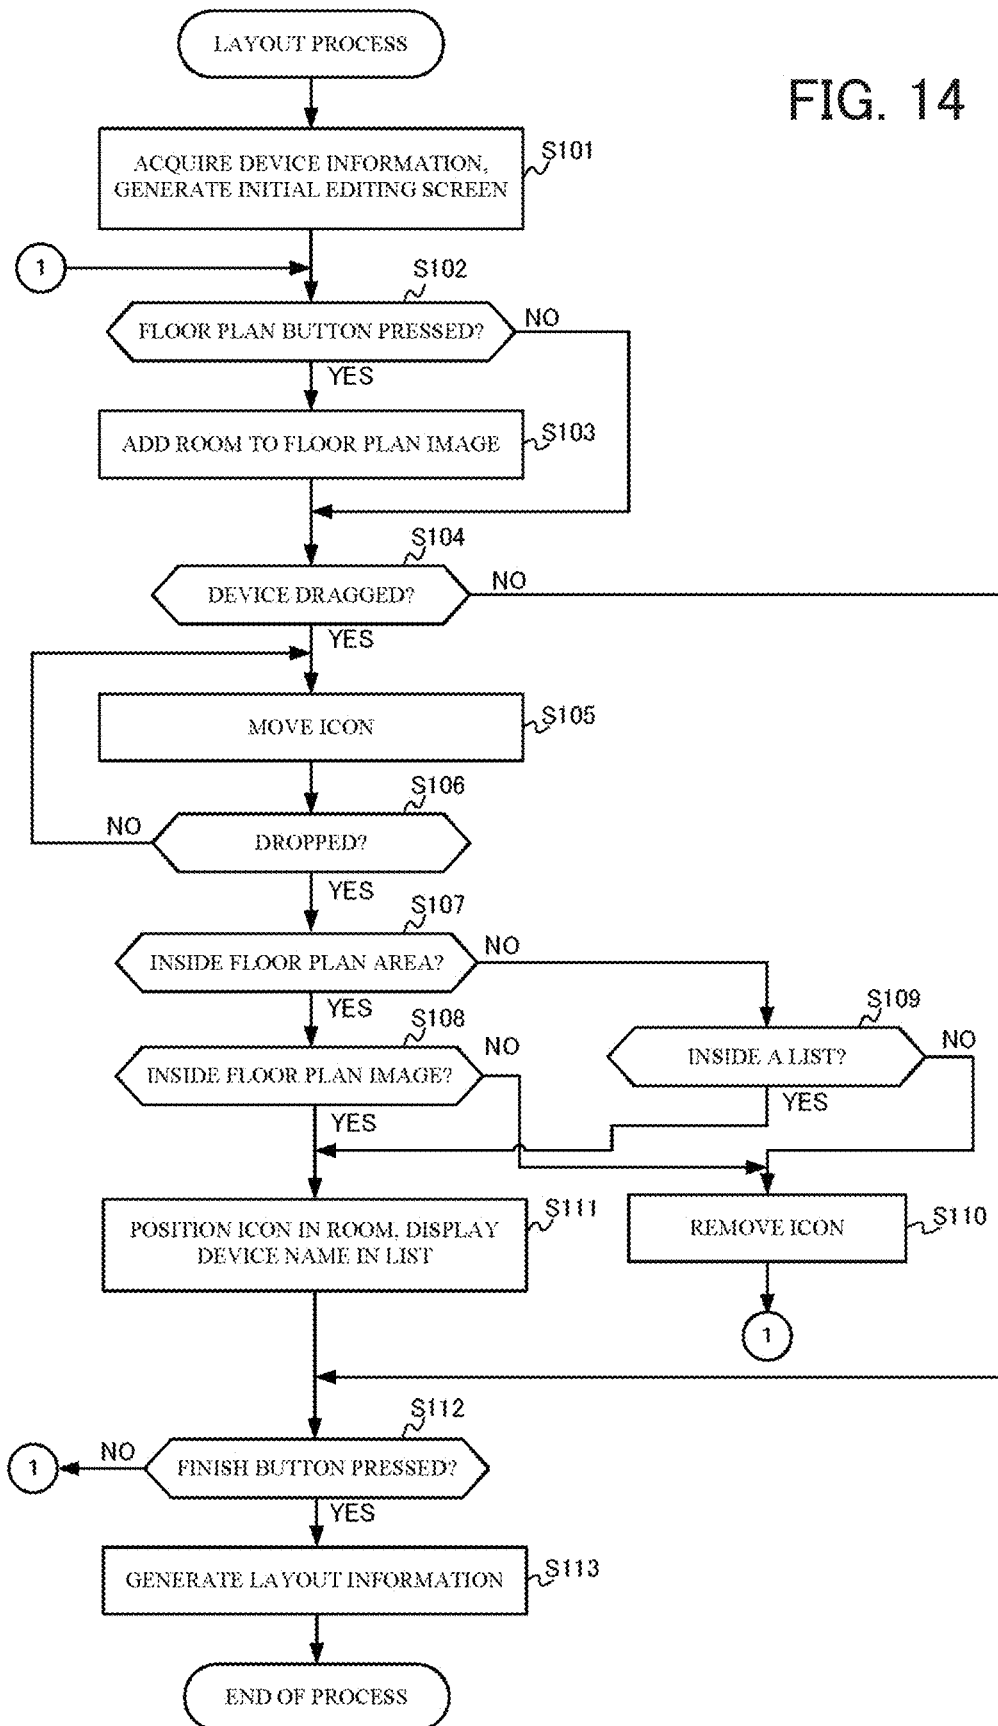 LAYOUT PROCESS
FIG. 14
S101
ACQUIRE DEVICE INFORMATION,
GENERATE INITIAL EDITING SCREEN
1
S102
FLOOR PLAN BUTTON PRESSED?
NO
YES
S103
ADD ROOM TO FLOOR PLAN IMAGE
S104
DEVICE DRAGGED?
NO
YES
S105
MOVE ICON
S106
DROPPED?
NO
YES
S107
INSIDE FLOOR PLAN AREA?
NO
YES
S108
INSIDE FLOOR PLAN IMAGE?
NO
YES
S109
INSIDE A LIST?
NO
YES
S111
POSITION ICON IN ROOM, DISPLAY
DEVICE NAME IN LIST
S110
REMOVE ICON
1
S112
FINISH BUTTON PRESSED?
NO
1
YES
S113
GENERATE LAYOUT INFORMATION
END OF PROCESS